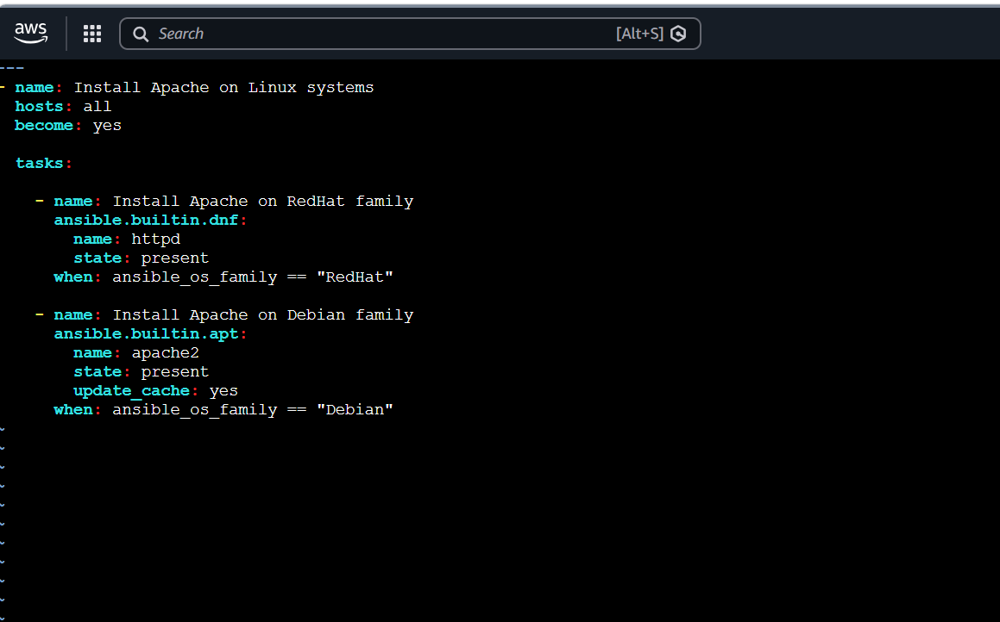 aws
Search [Alt+S]
---
- name: Install Apache on Linux systems
  hosts: all
  become: yes

  tasks:

    - name: Install Apache on RedHat family
      ansible.builtin.dnf:
        name: httpd
        state: present
      when: ansible_os_family == "RedHat"

    - name: Install Apache on Debian family
      ansible.builtin.apt:
        name: apache2
        state: present
        update_cache: yes
      when: ansible_os_family == "Debian"
~
~
~
~
~
~
~
~
~
~
~